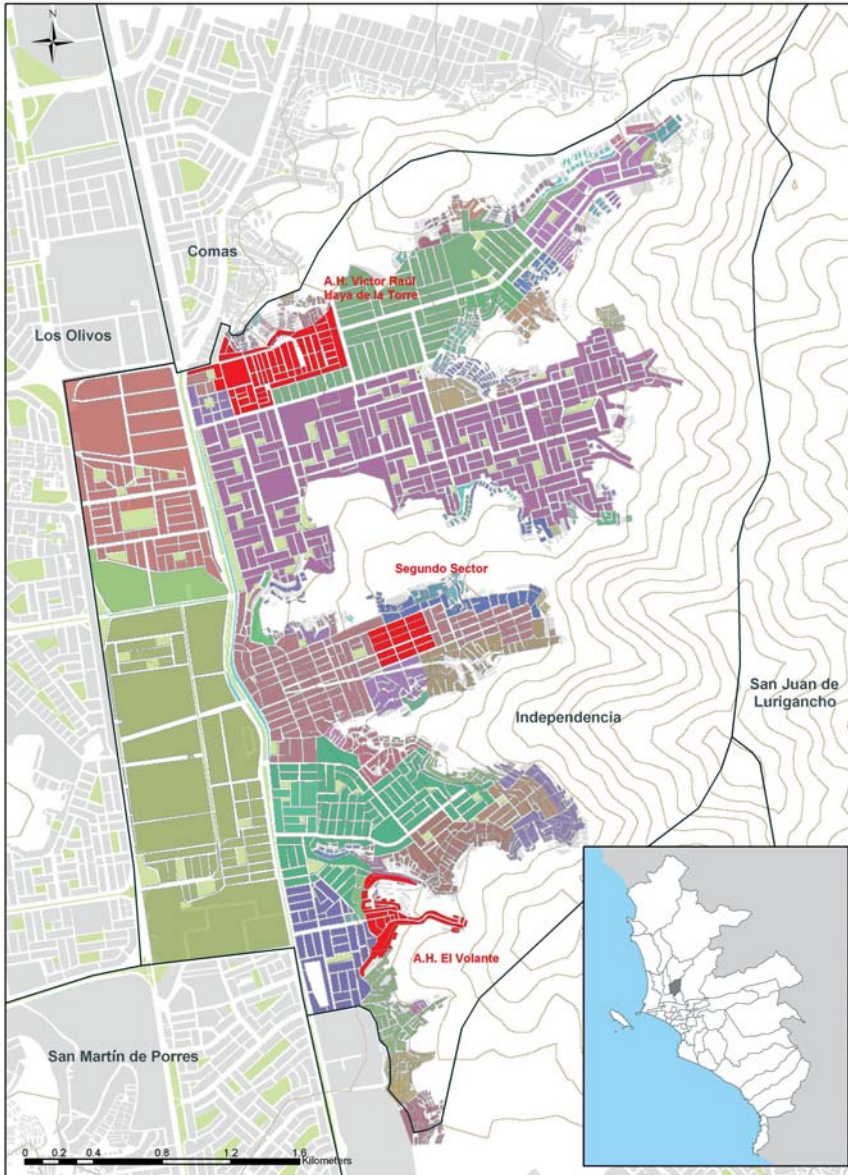 N
Comas
A.H. Victor Raúl
Haya de la Torre
Los Olivos
Segundo Sector
San Juan de
Lurigancho
Independencia
A.H. El Volante
San Martín de Porres
0 0.2 0.4 0.8 1.2 1.6
Kilometers